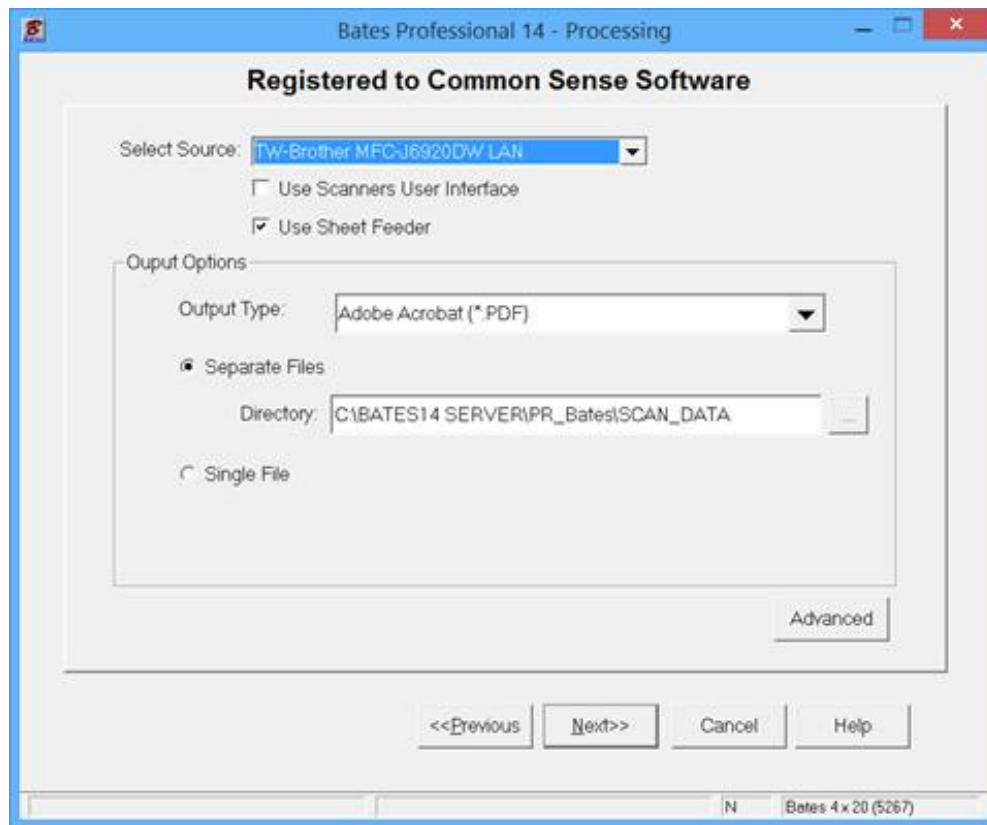 Bates Professional 14 - Processing
Registered to Common Sense Software
Select Source: TW-Brother MFC-J6920DW LAN
Use Scanners User Interface
Use Sheet Feeder
Ouput Options
Output Type: Adobe Acrobat (*.PDF)
Separate Files
Directory: C:\BATES14 SERVER\PR_Bates\SCAN_DATA ...
Single File
Advanced
<<Previous Next>> Cancel Help
N Bates 4 x 20 (5267)